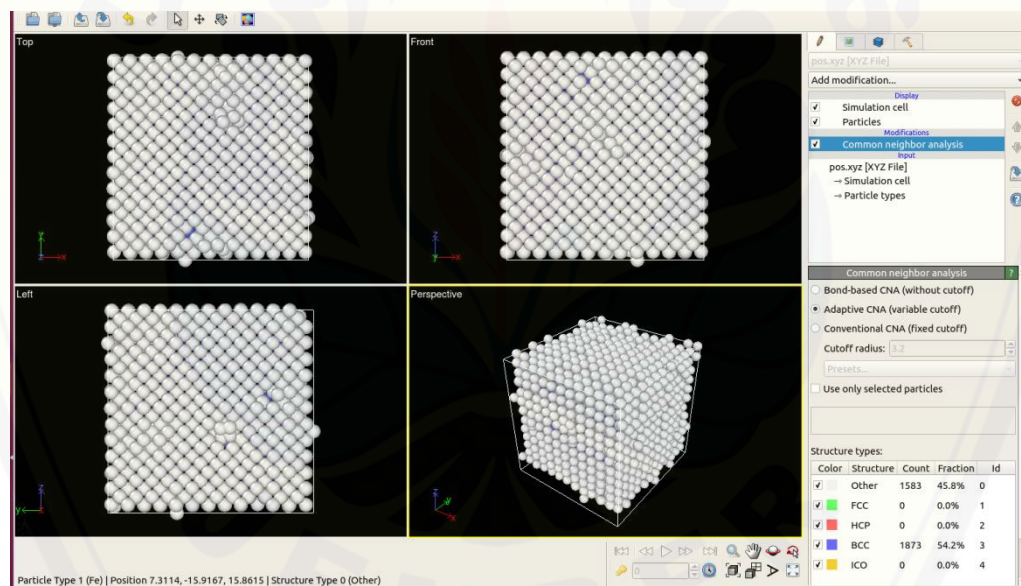 Top
Front
Left
Perspective
y
x
z
x
z
y
z
y
x
pos.xyz [XYZ File]
Add modification...
Display
Simulation cell
Particles
Modifications
Common neighbor analysis
Input
pos.xyz [XYZ File]
→ Simulation cell
→ Particle types
Common neighbor analysis ?
Bond-based CNA (without cutoff)
Adaptive CNA (variable cutoff)
Conventional CNA (fixed cutoff)
Cutoff radius: 3.2
Presets...
Use only selected particles
Structure types:
Color Structure Count Fraction Id
Other 1583 45.8% 0
FCC 0 0.0% 1
HCP 0 0.0% 2
BCC 1873 54.2% 3
ICO 0 0.0% 4
0
Particle Type 1 (Fe) | Position 7.3114, -15.9167, 15.8615 | Structure Type 0 (Other)